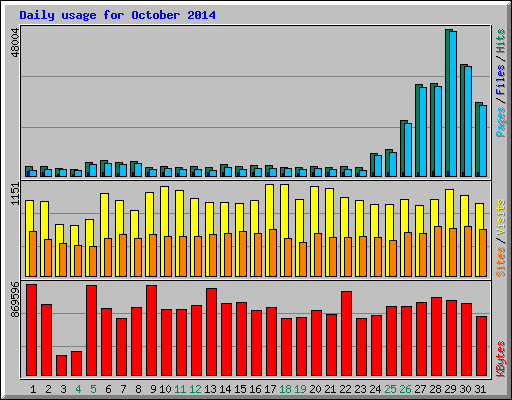 Daily usage for October 2014
48004
Pages / Files / Hits
1151
Sites / Visits
869596
KBytes
1 2 3 4 5 6 7 8 9 10 11 12 13 14 15 16 17 18 19 20 21 22 23 24 25 26 27 28 29 30 31